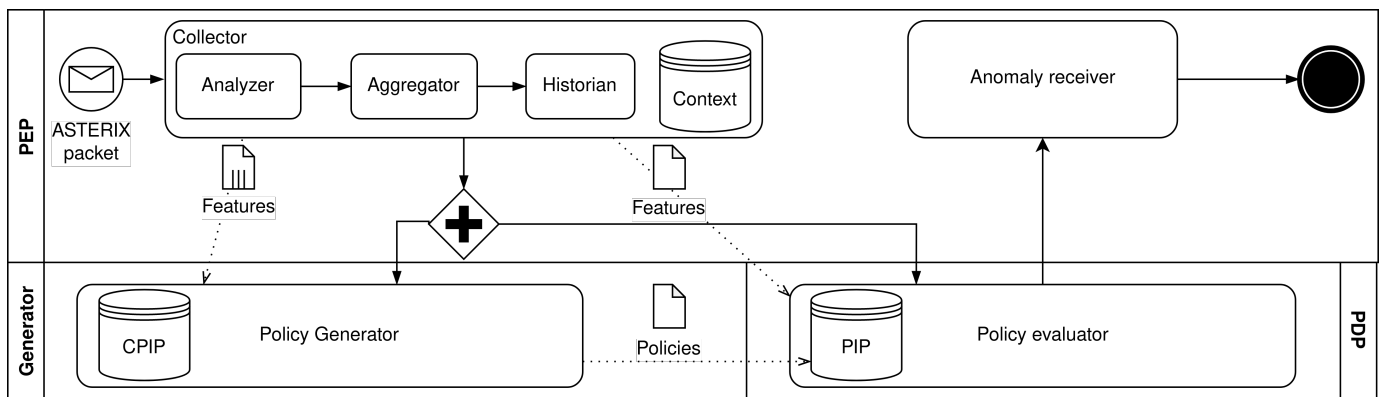 PEP
Collector
Analyzer
Aggregator
Historian
Context
Anomaly receiver
ASTERIX
packet
Features
Features
Generator
CPIP
Policy Generator
Policies
PIP
Policy evaluator
PDP